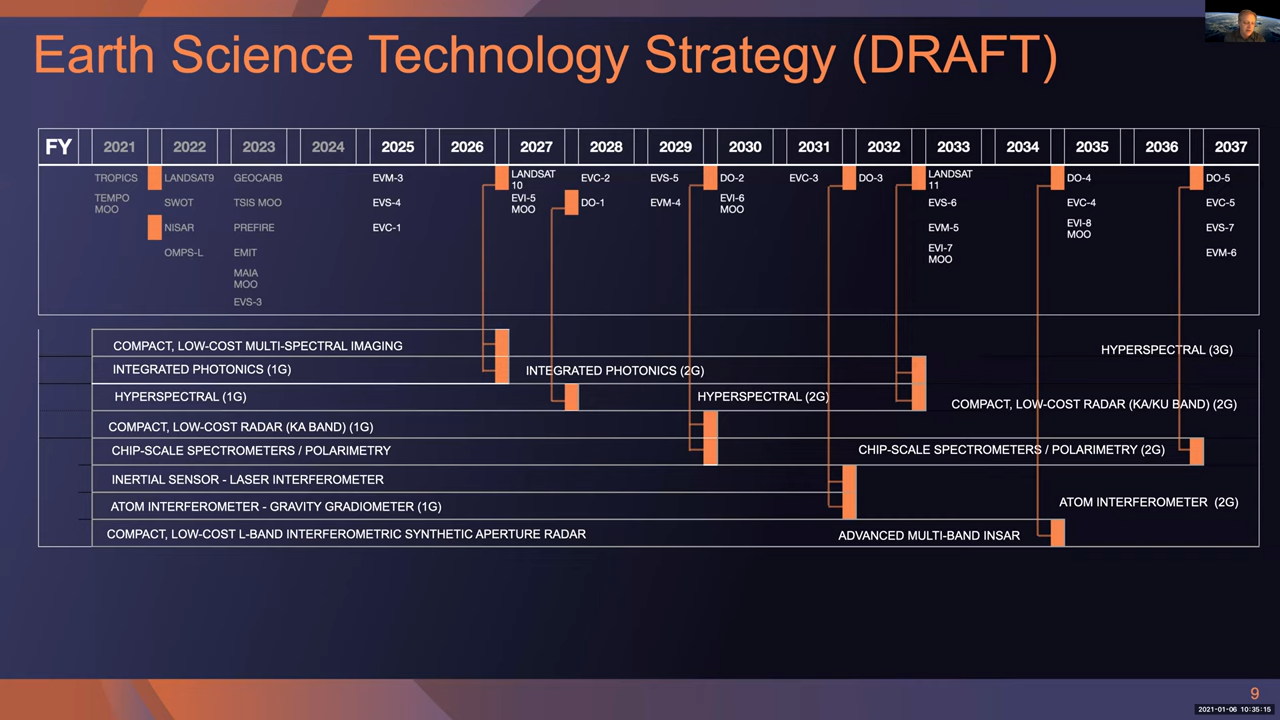 Earth Science Technology Strategy (DRAFT)
FY 2021 2022 2023 2024 2025 2026 2027 2028 2029 2030 2031 2032 2033 2034 2035 2036 2037
TROPICS LANDSAT9 GEOCARB EVM-3 LANDSAT EVC-2 EVS-5 DO-2 EVC-3 DO-3 LANDSAT DO-4 DO-5
10 11
TEMPO SWOT TSIS MOO EVS-4 EVI-5 DO-1 EVM-4 EVI-6 EVS-6 EVC-4 EVC-5
MOO MOO MOO
NISAR PREFIRE EVC-1 EVM-5 EVI-8 EVS-7
MOO
OMPS-L EMIT EVI-7 EVM-6
MOO
MAIA
MOO
EVS-3
COMPACT, LOW-COST MULTI-SPECTRAL IMAGING HYPERSPECTRAL (3G)
INTEGRATED PHOTONICS (1G) INTEGRATED PHOTONICS (2G)
HYPERSPECTRAL (1G) HYPERSPECTRAL (2G) COMPACT, LOW-COST RADAR (KA/KU BAND) (2G)
COMPACT, LOW-COST RADAR (KA BAND) (1G)
CHIP-SCALE SPECTROMETERS / POLARIMETRY CHIP-SCALE SPECTROMETERS / POLARIMETRY (2G)
INERTIAL SENSOR - LASER INTERFEROMETER
ATOM INTERFEROMETER - GRAVITY GRADIOMETER (1G) ATOM INTERFEROMETER (2G)
COMPACT, LOW-COST L-BAND INTERFEROMETRIC SYNTHETIC APERTURE RADAR ADVANCED MULTI-BAND INSAR
9
2021-01-06 10:35:15